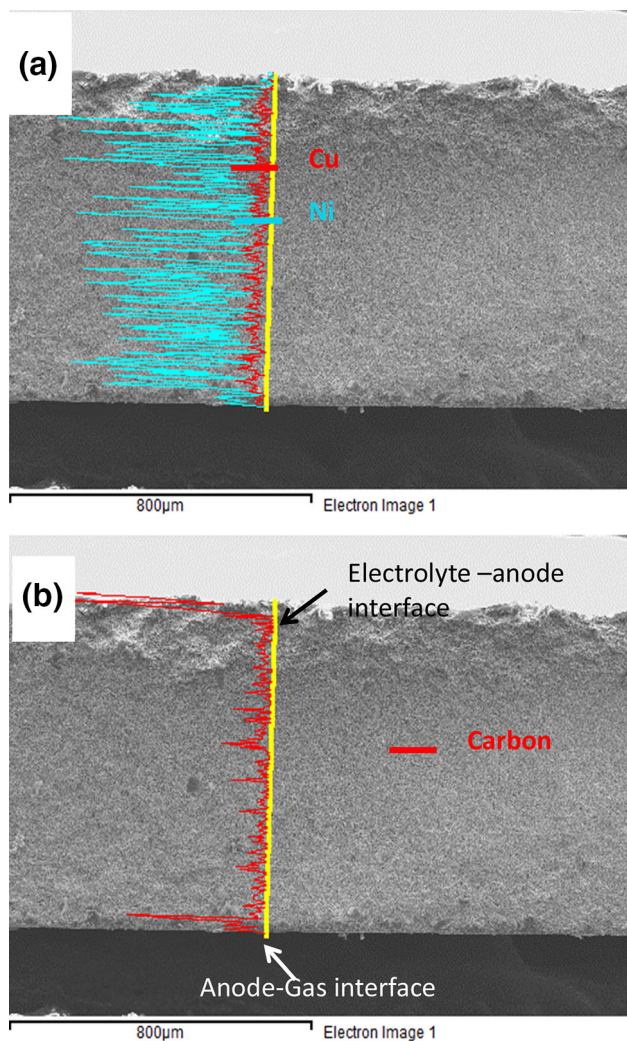 (a)
Cu
Ni
800µm
Electron Image 1
(b)
Electrolyte –anode
interface
Carbon
Anode-Gas interface
800µm
Electron Image 1